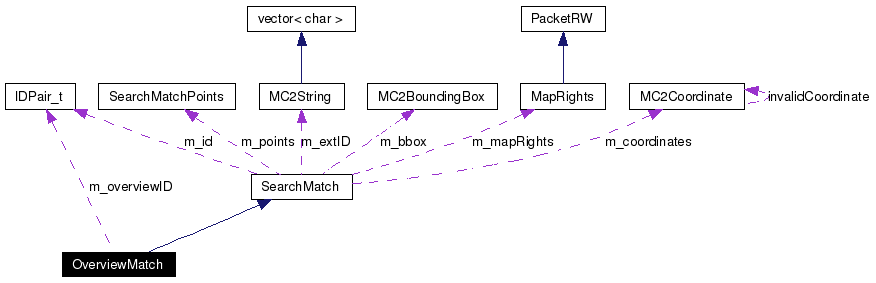 vector< char >
PacketRW
IDPair_t
SearchMatchPoints
MC2String
MC2BoundingBox
MapRights
MC2Coordinate
invalidCoordinate
m_id
m_points
m_extID
m_bbox
m_mapRights
m_coordinates
m_overviewID
SearchMatch
OverviewMatch